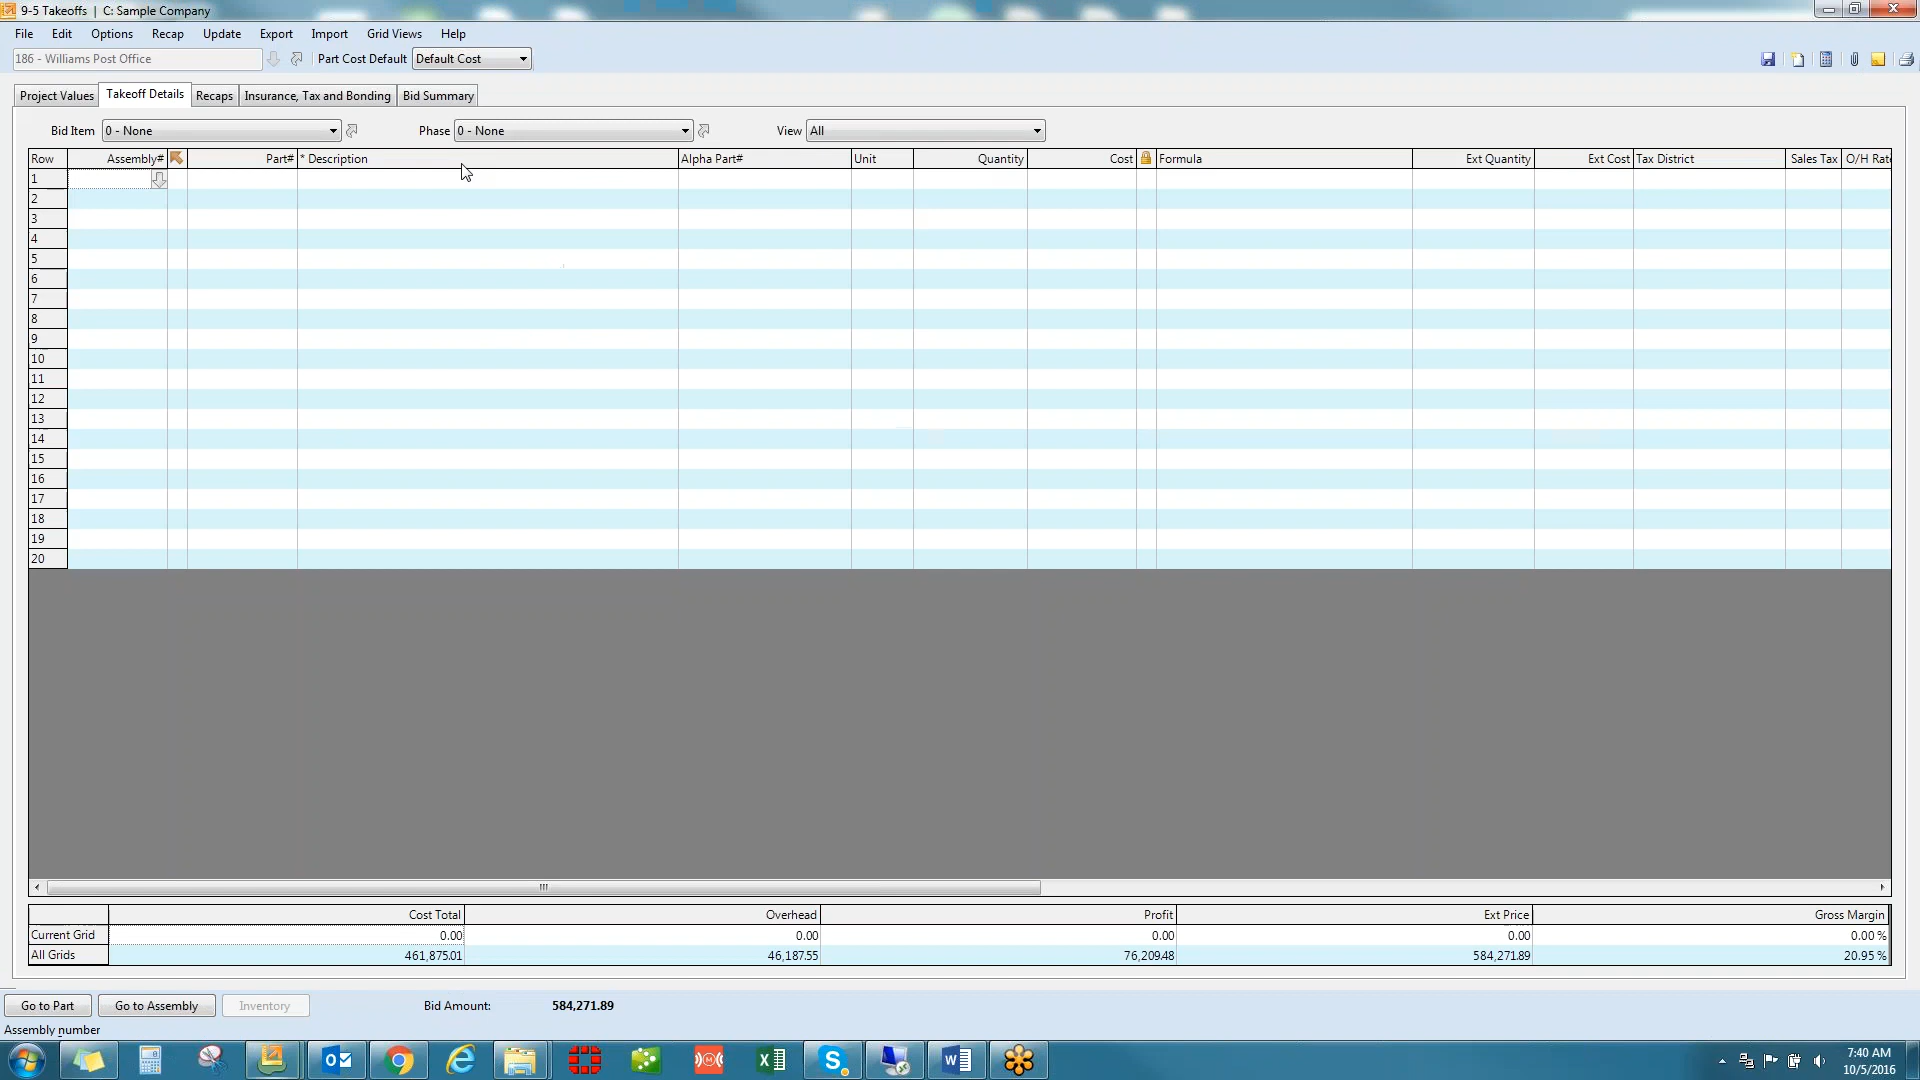 9-5 Takeoffs | C: Sample Company
File Edit Options Recap Update Export Import Grid Views Help
186 - Williams Post Office Part Cost Default Default Cost
Project Values Takeoff Details Recaps Insurance, Tax and Bonding Bid Summary
Bid Item 0 - None Phase 0 - None View All
Row Assembly# Part# * Description Alpha Part# Unit Quantity Cost Formula Ext Quantity Ext Cost Tax District Sales Tax O/H Rate
1
2
3
4
5
6
7
8
9
10
11
12
13
14
15
16
17
18
19
20
Cost Total Overhead Profit Ext Price Gross Margin
Current Grid 0.00 0.00 0.00 0.00 0.00 %
All Grids 461,875.01 46,187.55 76,209.48 584,271.89 20.95 %
Go to Part Go to Assembly Inventory Bid Amount: 584,271.89
Assembly number
7:40 AM
10/5/2016